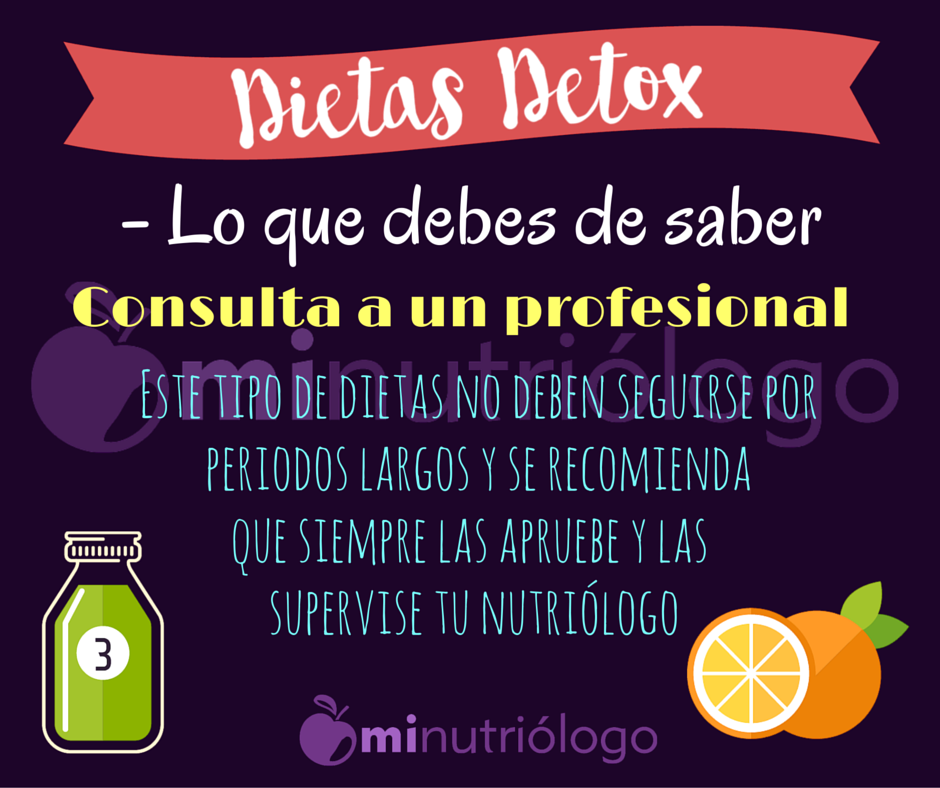 Dietas Detox
- Lo que debes de saber
Consulta a un profesional
minutriólogo
ESTE TIPO DE DIETAS NO DEBEN SEGUIRSE POR
PERIODOS LARGOS Y SE RECOMIENDA
QUE SIEMPRE LAS APRUEBE Y LAS
SUPERVISE TU NUTRIÓLOGO
3
minutriólogo